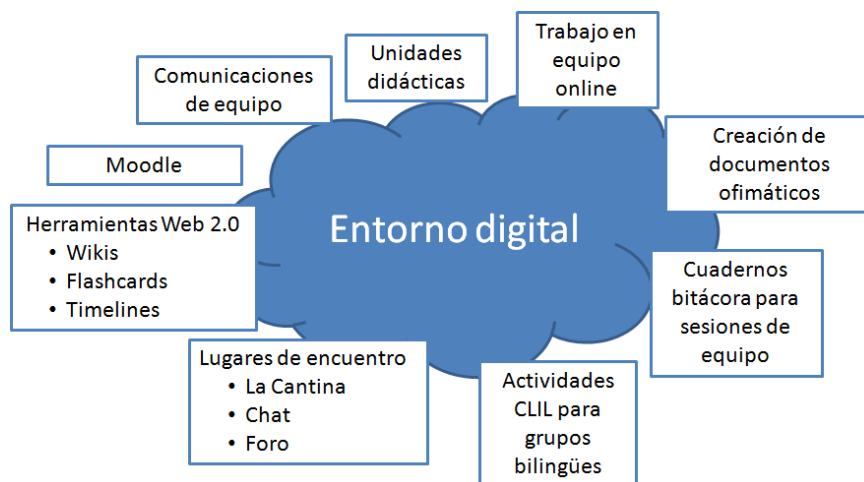 Trabajo en
equipo
online
Unidades
didácticas
Comunicaciones
de equipo
Creación de
documentos
ofimáticos
Moodle
Herramientas Web 2.0
• Wikis
• Flashcards
• Timelines
Entorno digital
Cuadernos
bitácora para
sesiones de
equipo
Lugares de encuentro
• La Cantina
• Chat
• Foro
Actividades
CLIL para
grupos
bilingües